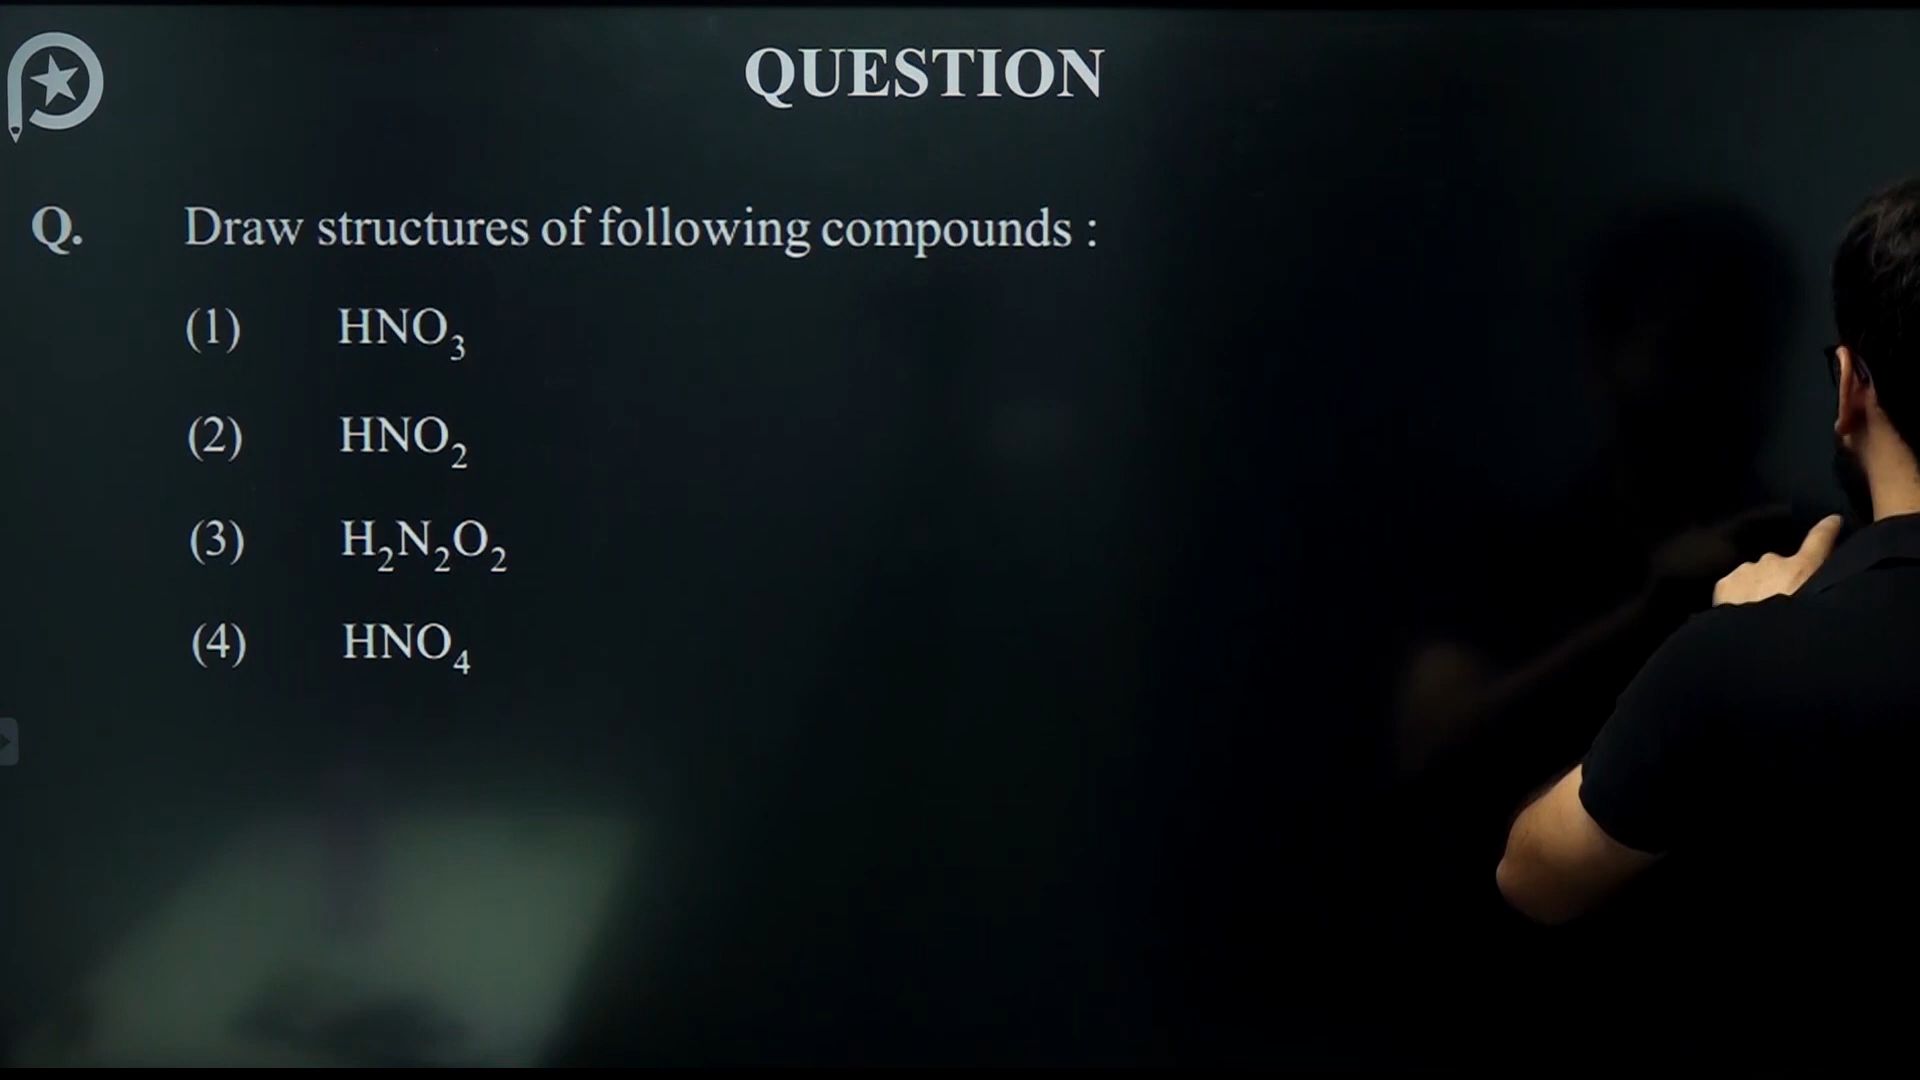 QUESTION
Q. Draw structures of following compounds :
(1) HNO₃
(2) HNO₂
(3) H₂N₂O₂
(4) HNO₄